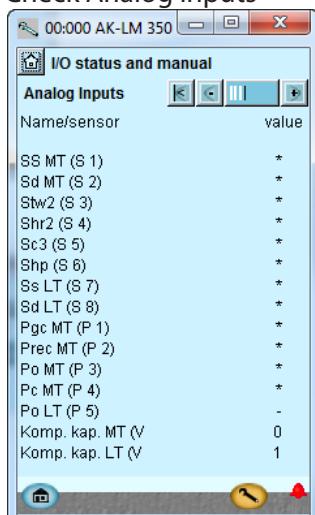 Check Analog Inputs
00:000 AK-LM 350
I/O status and manual
Analog Inputs
Name/sensor value
SS MT (S 1) *
Sd MT (S 2) *
Stw2 (S 3) *
Shr2 (S 4) *
Sc3 (S 5) *
Shp (S 6) *
Ss LT (S 7) *
Sd LT (S 8) *
Pgc MT (P 1) *
Prec MT (P 2) *
Po MT (P 3) *
Pc MT (P 4) *
Po LT (P 5) -
Komp. kap. MT (V 0
Komp. kap. LT (V 1